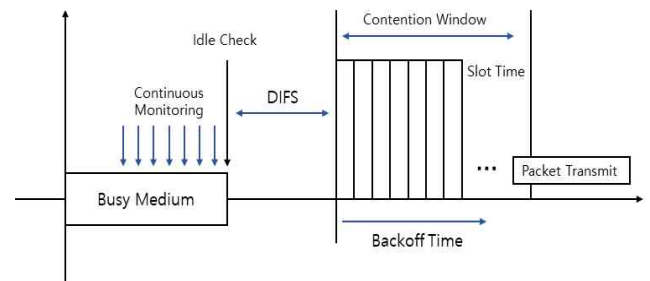 Contention Window
Idle Check
Slot Time
Continuous
Monitoring
DIFS
...
Packet Transmit
Busy Medium
Backoff Time